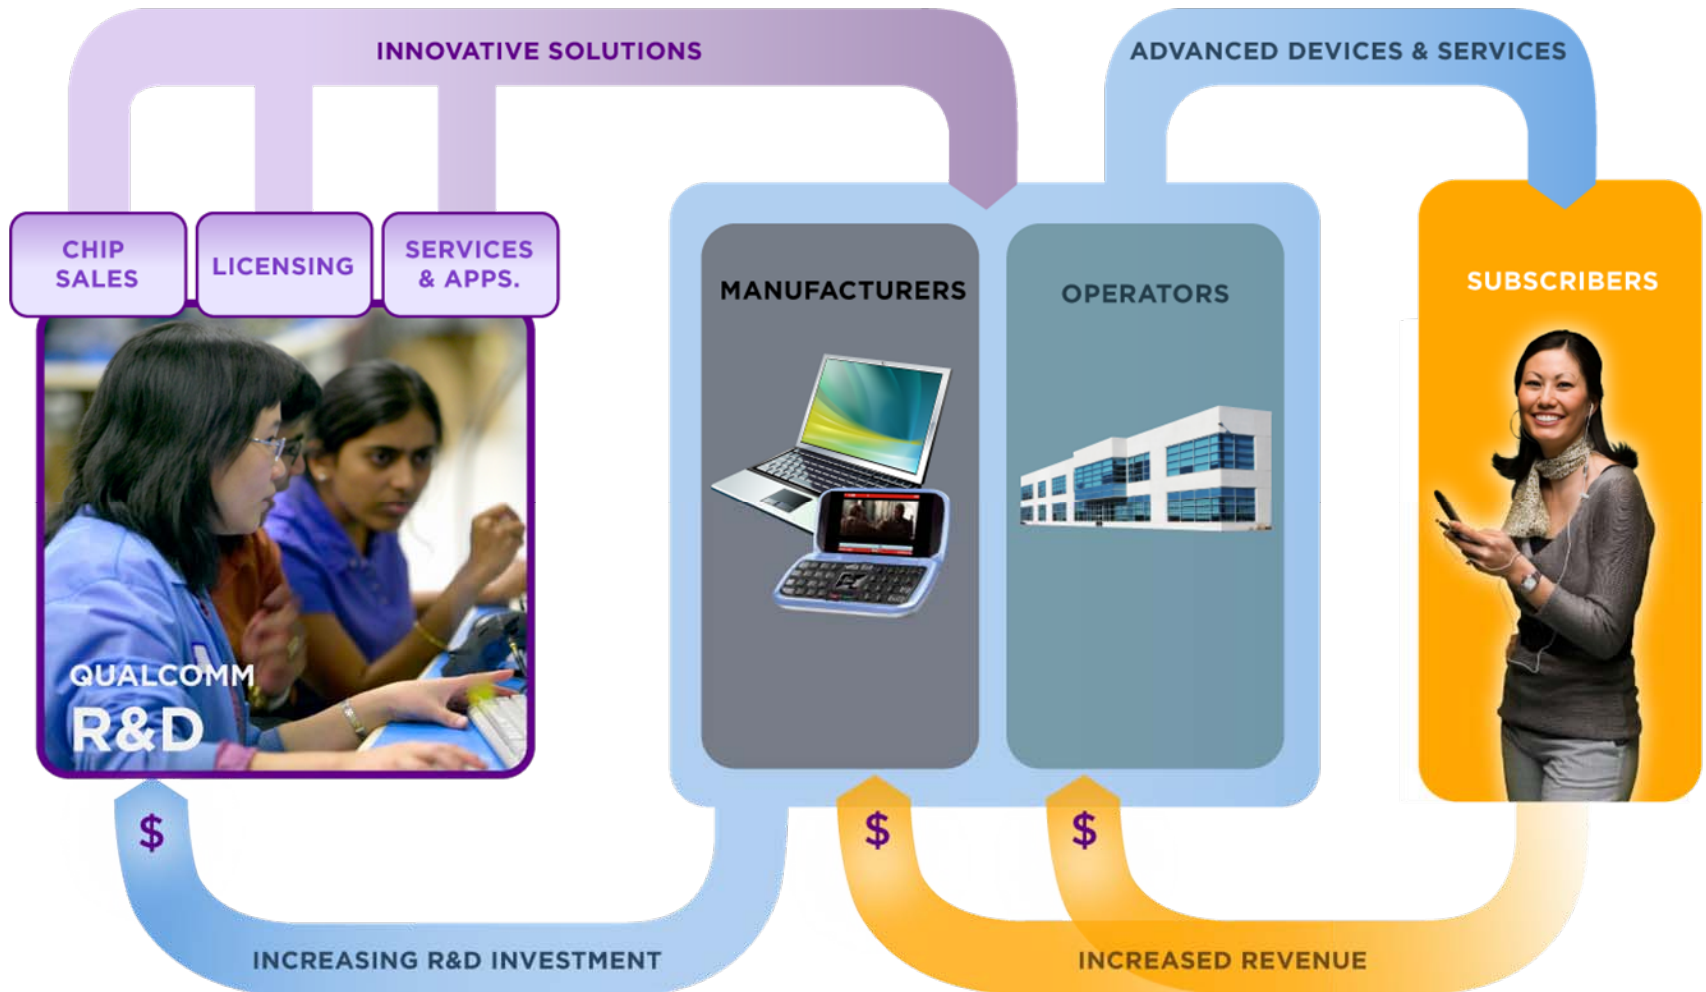 INNOVATIVE SOLUTIONS
ADVANCED DEVICES & SERVICES
CHIP
SALES
LICENSING
SERVICES
& APPS.
MANUFACTURERS
OPERATORS
SUBSCRIBERS
QUALCOMM
R&D
$
$
$
INCREASING R&D INVESTMENT
INCREASED REVENUE